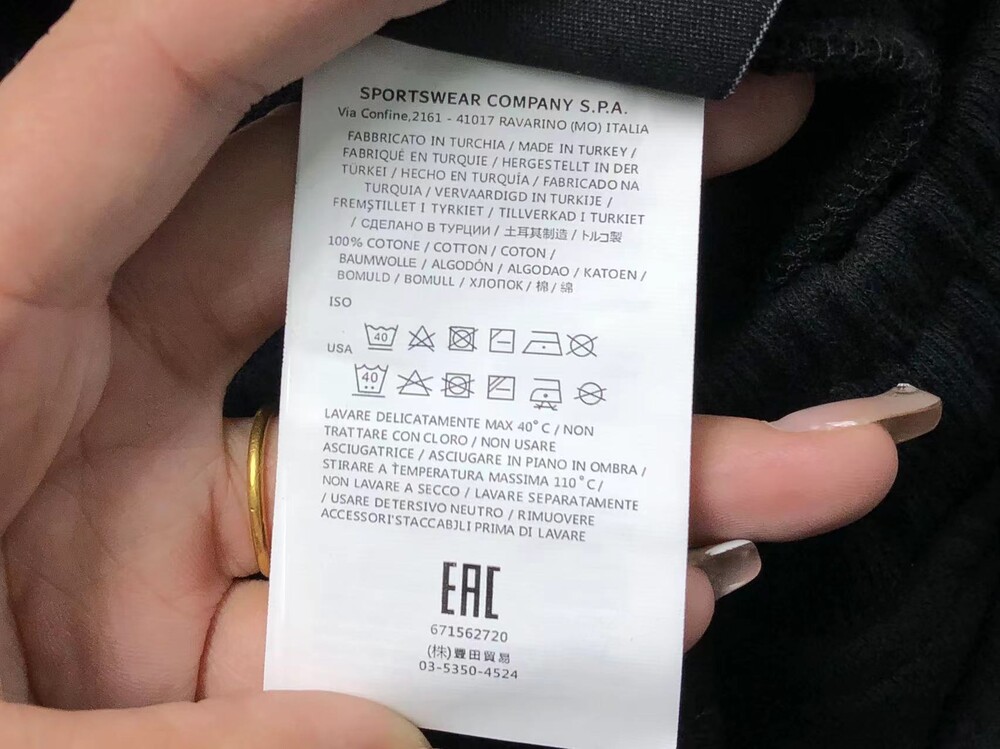 SPORTSWEAR COMPANY S.P.A.
Via Confine,2161 - 41017 RAVARINO (MO) ITALIA
FABBRICATO IN TURCHIA / MADE IN TURKEY /
FABRIQUÉ EN TURQUIE / HERGESTELLT IN DER
TÜRKEI / HECHO EN TURQUÍA / FABRICADO NA
TURQUIA / VERVAARDIGD IN TURKIJE /
FREMSTILLET I TYRKIET / TILLVERKAD I TURKIET
/ СДЕЛАНО В ТУРЦИИ / 土耳其制造 / トルコ製
100% COTONE / COTTON / COTON /
BAUMWOLLE / ALGODÓN / ALGODAO / KATOEN /
BOMULD / BOMULL / ХЛОПОК / 棉 / 綿
ISO
40
USA
40
LAVARE DELICATAMENTE MAX 40°C / NON
TRATTARE CON CLORO / NON USARE
ASCIUGATRICE / ASCIUGARE IN PIANO IN OMBRA /
STIRARE A TEMPERATURA MASSIMA 110°C /
NON LAVARE A SECCO / LAVARE SEPARATAMENTE
/ USARE DETERSIVO NEUTRO / RIMUOVERE
ACCESSORI'STACCABJLI PRIMA DI LAVARE
EAC
671562720
(株)豐田貿易
03-5350-4524